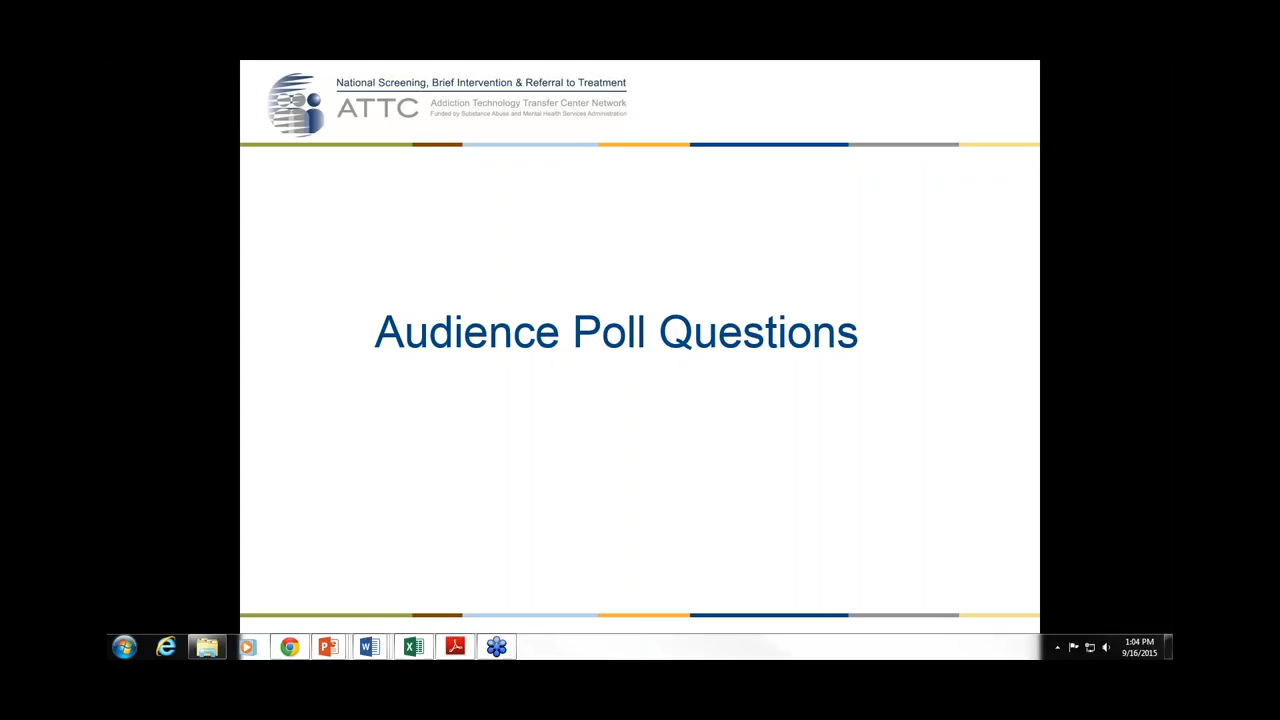 National Screening, Brief Intervention & Referral to Treatment
ATTC
Addiction Technology Transfer Center Network
Funded by Substance Abuse and Mental Health Services Administration
Audience Poll Questions
1:04 PM
9/16/2015